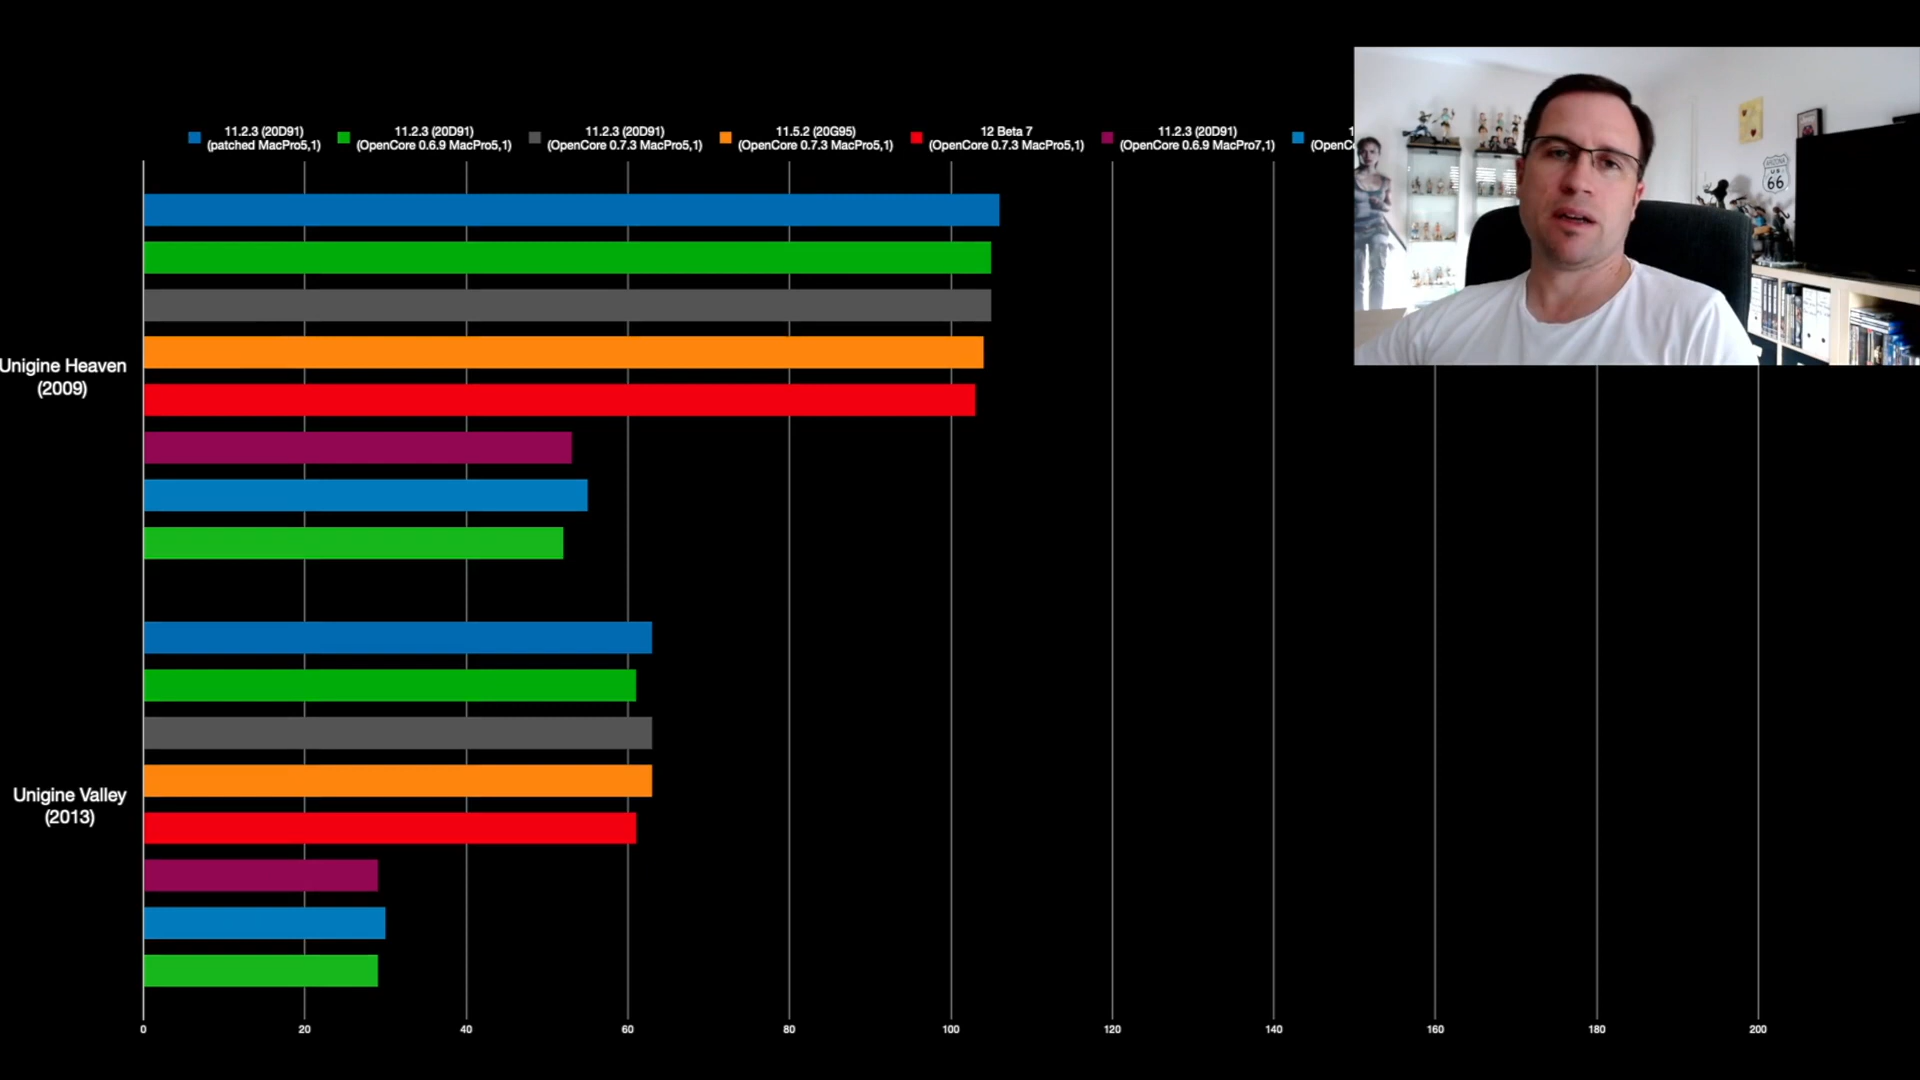 11.2.3 (20D91)
(patched MacPro5,1)
11.2.3 (20D91)
(OpenCore 0.6.9 MacPro5,1)
11.2.3 (20D91)
(OpenCore 0.7.3 MacPro5,1)
11.5.2 (20G95)
(OpenCore 0.7.3 MacPro5,1)
12 Beta 7
(OpenCore 0.7.3 MacPro5,1)
11.2.3 (20D91)
(OpenCore 0.6.9 MacPro7,1)
ARIZONA
US
66
Unigine Heaven
(2009)
Unigine Valley
(2013)
0 20 40 60 80 100 120 140 160 180 200